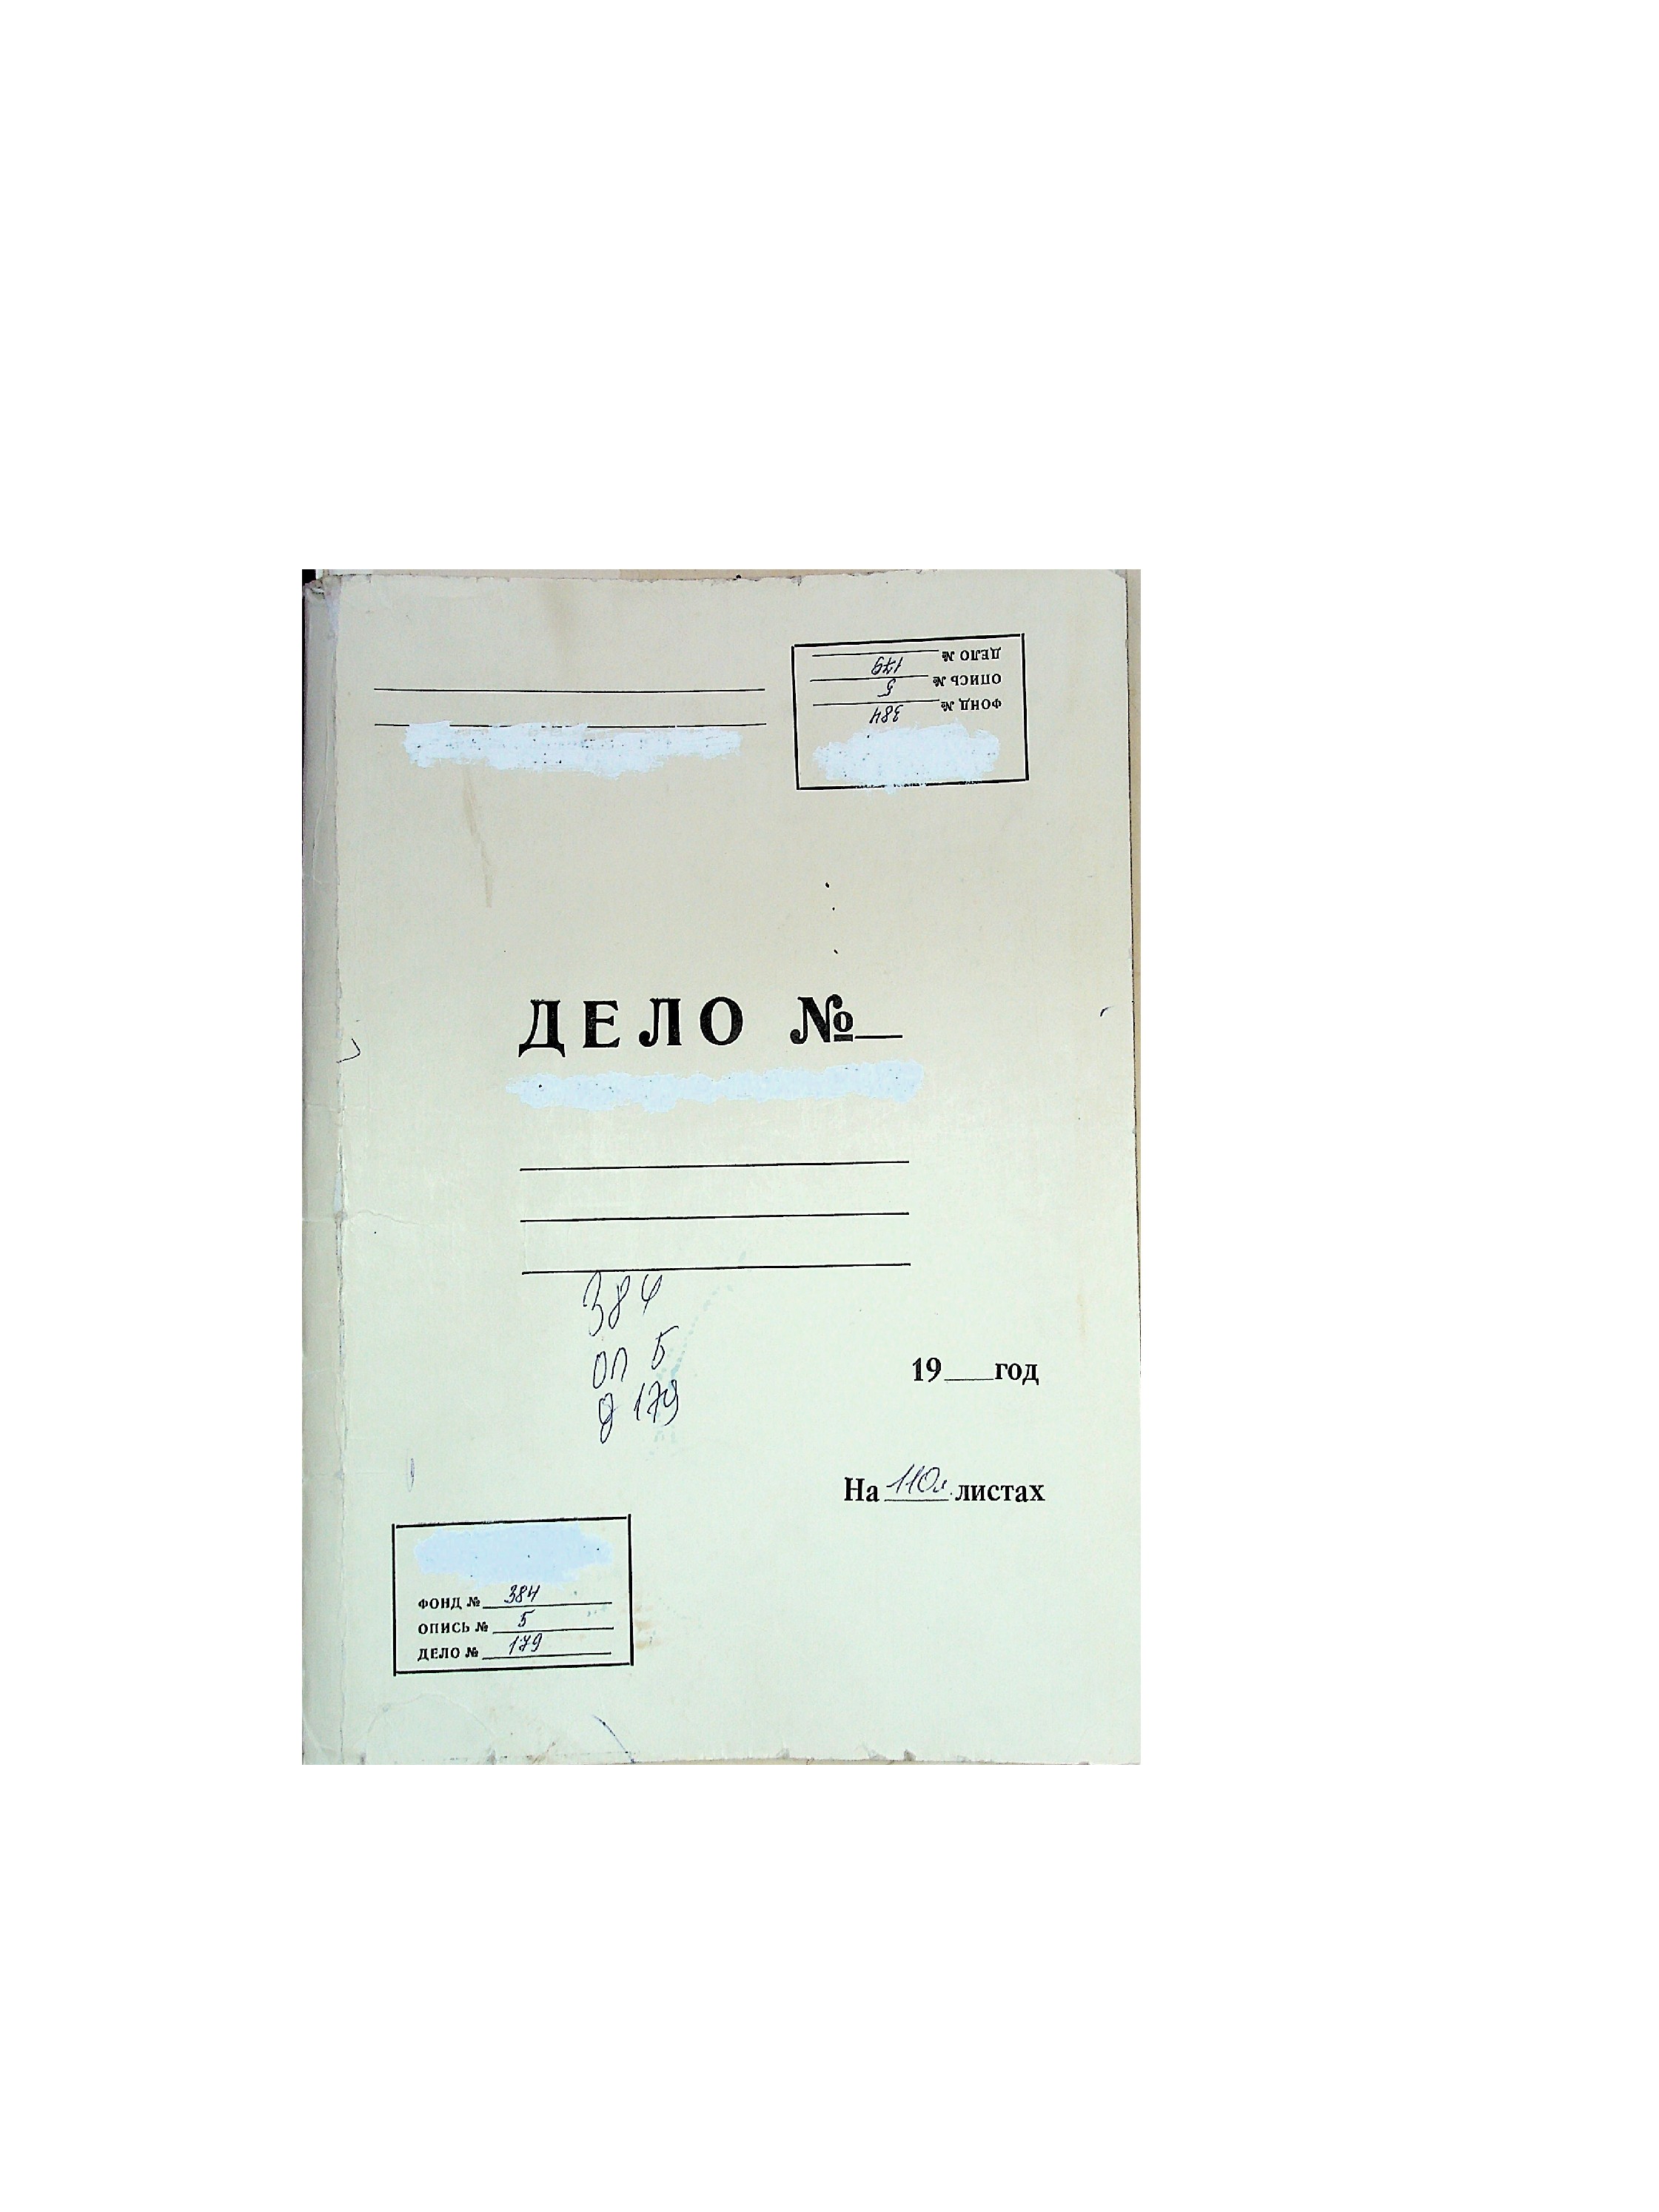 ДЕЛО № 179
ОПИСЬ № 5
ФОНД № 384
ДЕЛО №
384
оп 5
д 179
19 год
На 110л. листах
ФОНД № 384
ОПИСЬ № 5
ДЕЛО № 179